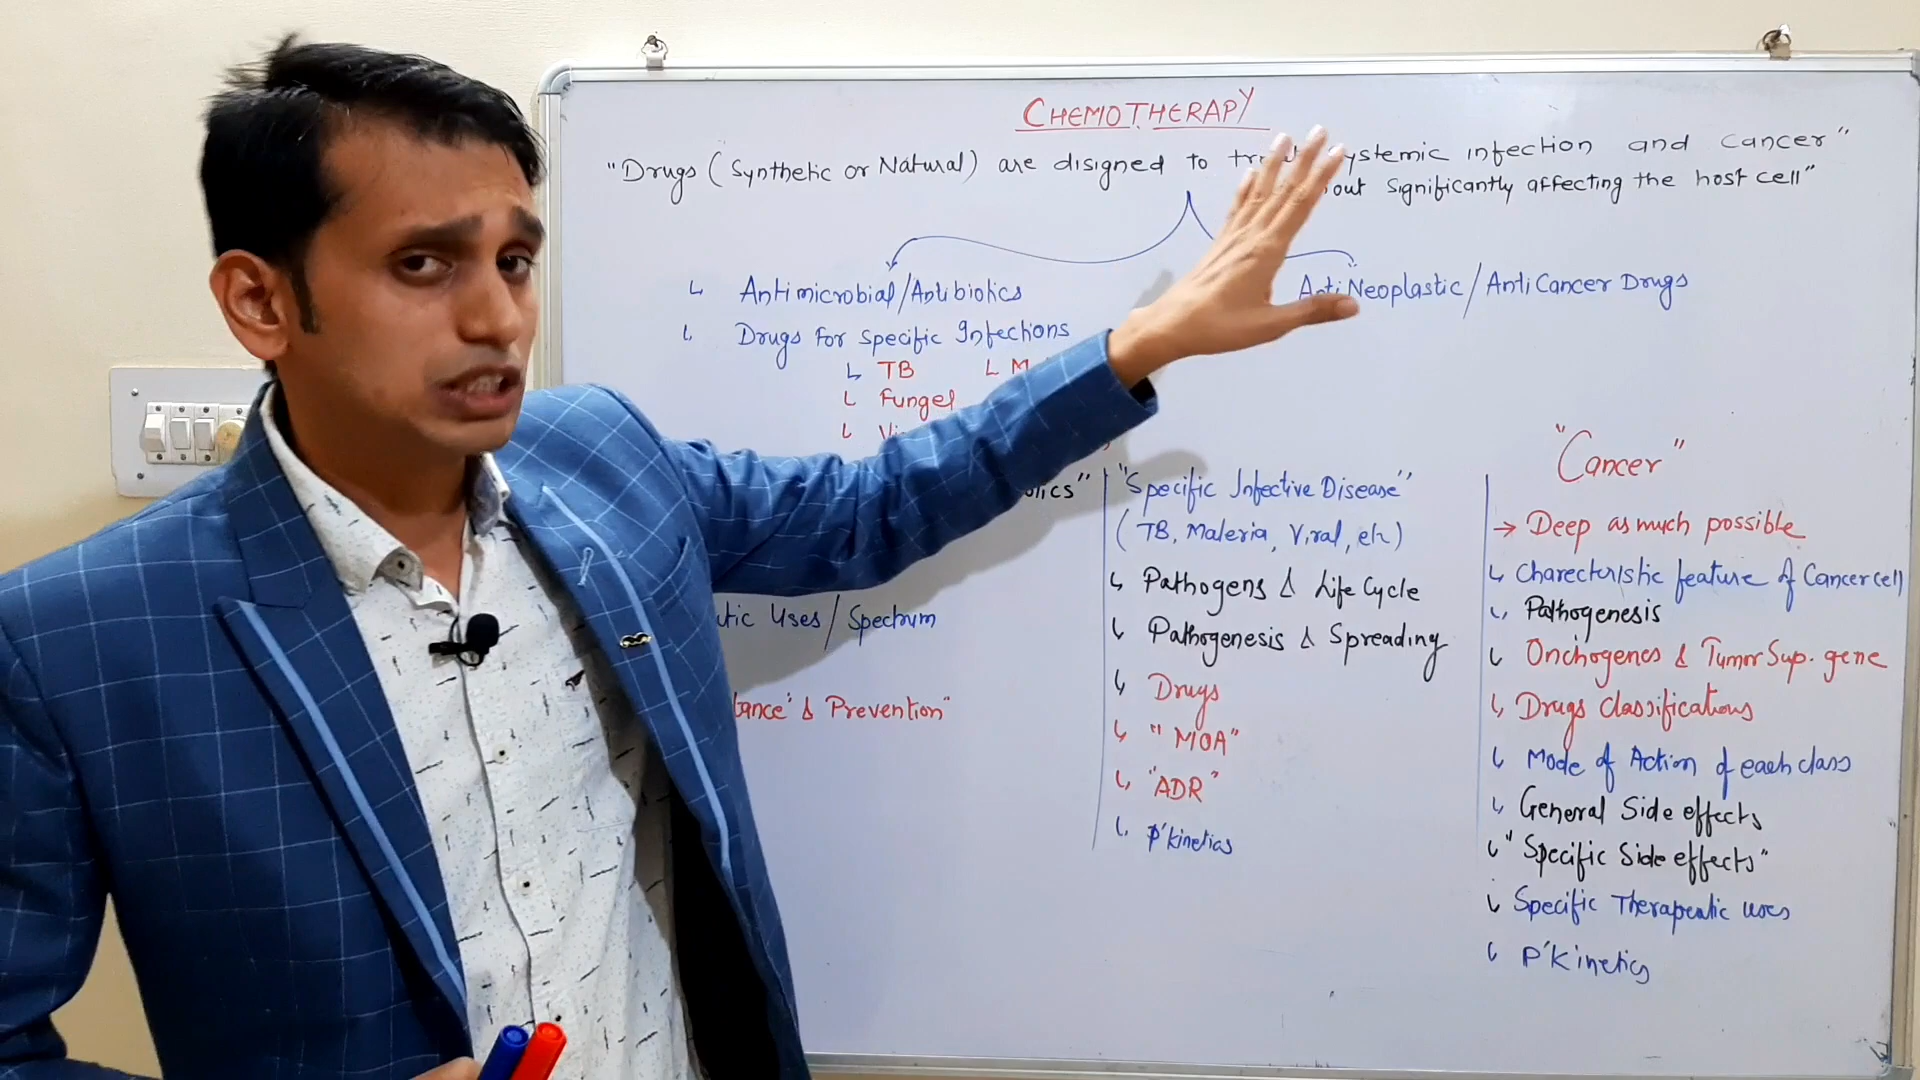 CHEMOTHERAPY
"Drugs (Synthetic or Natural) are disigned to systemic infection and cancer"
significantly affecting the host cell"
Antimicrobial/Antibiotics
Anti Neoplastic/AntiCancer Drugs
Drugs For Specific Infections
TB
Fungel
"Specific Infective Disease"
(TB, Maleria, Viral, etc)
Pathogens & Life Cycle
Pathogenesis & Spreading
Drugs
"MOA"
"ADR"
p'kinetics
Uses/Spectrum
& Prevention"
"Cancer"
→ Deep as much possible
Charecteristic feature of Cancer cell
Pathogenesis
Onchogenes & Tumor Sup. gene
Drugs classifications
Mode of Action of each class
General Side effects
"Specific Side effects"
Specific Therapeutic uses
P'Kinetics